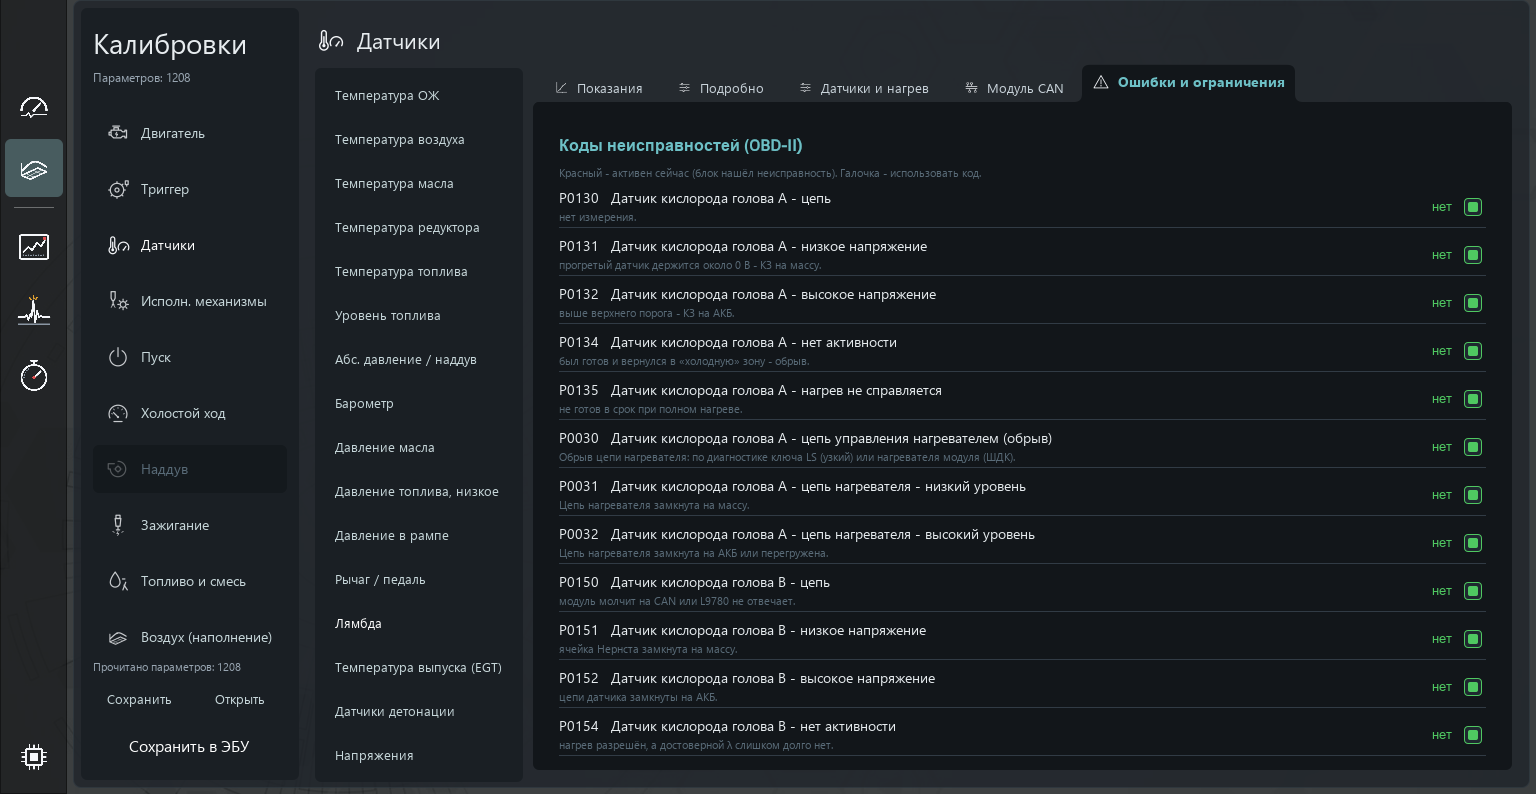 Калибровки
Параметров: 1208
Двигатель
Триггер
Датчики
Исполн. механизмы
Пуск
Холостой ход
Наддув
Зажигание
Топливо и смесь
Воздух (наполнение)
Прочитано параметров: 1208
Сохранить
Открыть
Сохранить в ЭБУ
Датчики
Температура ОЖ
Температура воздуха
Температура масла
Температура редуктора
Температура топлива
Уровень топлива
Абс. давление / наддув
Барометр
Давление масла
Давление топлива, низкое
Давление в рампе
Рычаг / педаль
Лямбда
Температура выпуска (EGT)
Датчики детонации
Напряжения
Показания
Подробно
Датчики и нагрев
Модуль CAN
Ошибки и ограничения
Коды неисправностей (OBD-II)
Красный - активен сейчас (блок нашёл неисправность). Галочка - использовать код.
P0130 Датчик кислорода голова A - цепь нет
нет измерения.
P0131 Датчик кислорода голова A - низкое напряжение нет
прогретый датчик держится около 0 В - КЗ на массу.
P0132 Датчик кислорода голова A - высокое напряжение нет
выше верхнего порога - КЗ на АКБ.
P0134 Датчик кислорода голова A - нет активности нет
был готов и вернулся в «холодную» зону - обрыв.
P0135 Датчик кислорода голова A - нагрев не справляется нет
не готов в срок при полном нагреве.
P0030 Датчик кислорода голова A - цепь управления нагревателем (обрыв) нет
Обрыв цепи нагревателя: по диагностике ключа LS (узкий) или нагревателя модуля (ШДК).
P0031 Датчик кислорода голова A - цепь нагревателя - низкий уровень нет
Цепь нагревателя замкнута на массу.
P0032 Датчик кислорода голова A - цепь нагревателя - высокий уровень нет
Цепь нагревателя замкнута на АКБ или перегружена.
P0150 Датчик кислорода голова B - цепь нет
модуль молчит на CAN или L9780 не отвечает.
P0151 Датчик кислорода голова B - низкое напряжение нет
ячейка Нернста замкнута на массу.
P0152 Датчик кислорода голова B - высокое напряжение нет
цепи датчика замкнуты на АКБ.
P0154 Датчик кислорода голова B - нет активности нет
нагрев разрешён, а достоверной λ слишком долго нет.